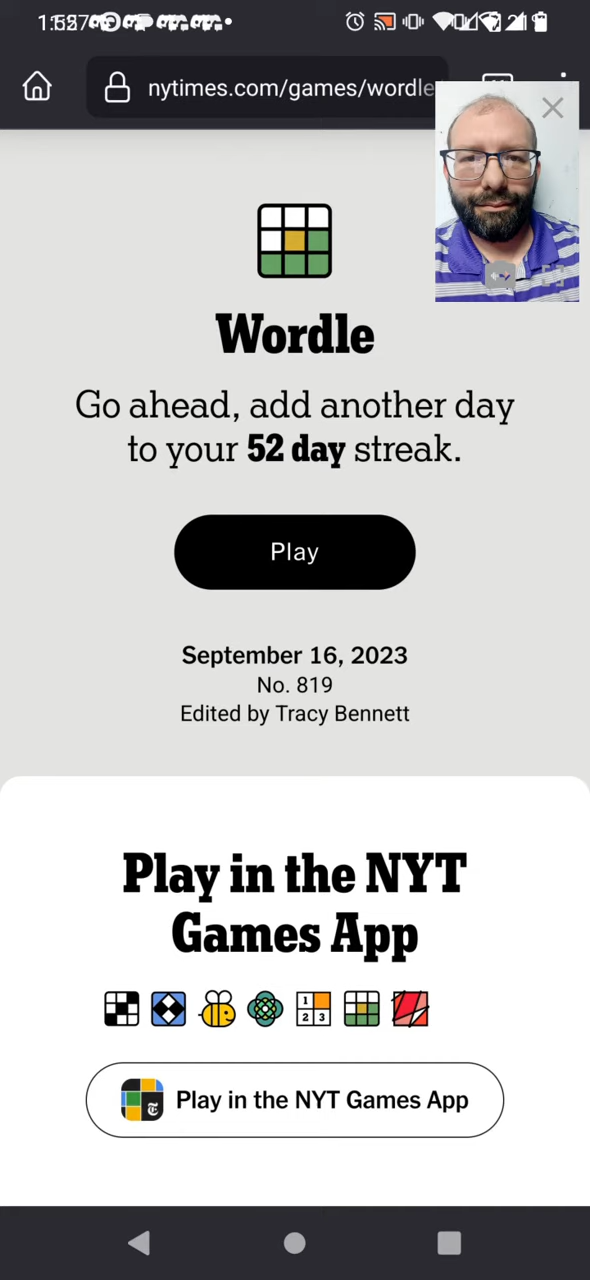 nytimes.com/games/wordle
Wordle
Go ahead, add another day
to your 52 day streak.
Play
September 16, 2023
No. 819
Edited by Tracy Bennett
Play in the NYT
Games App
1
2 3
Play in the NYT Games App